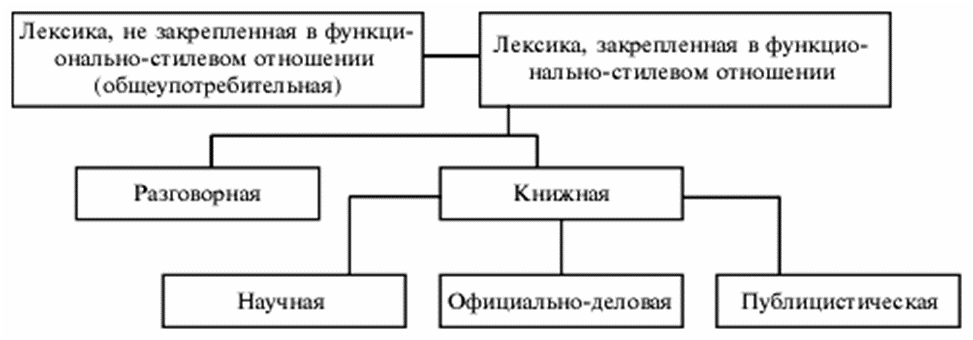 Лексика, не закрепленная в функци-
онально-стилевом отношении
(общеупотребительная)
Лексика, закрепленная в функцио-
нально-стилевом отношении
Разговорная
Книжная
Научная
Официально-деловая
Публицистическая